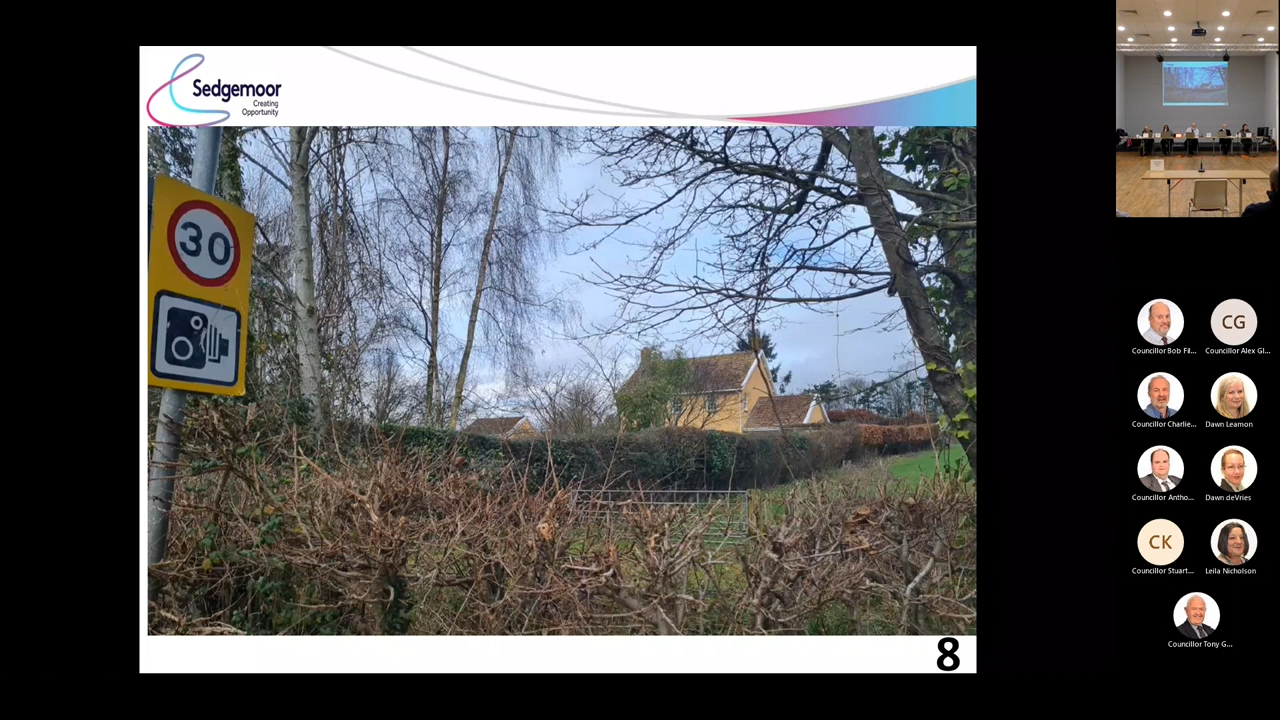 Sedgemoor
Creating
Opportunity
30
8
CG
Councillor Bob Fil...
Councillor Alex Gl...
Councillor Charlie...
Dawn Leamon
Councillor Antho...
Dawn deVries
CK
Councillor Stuart...
Leila Nicholson
Councillor Tony G...